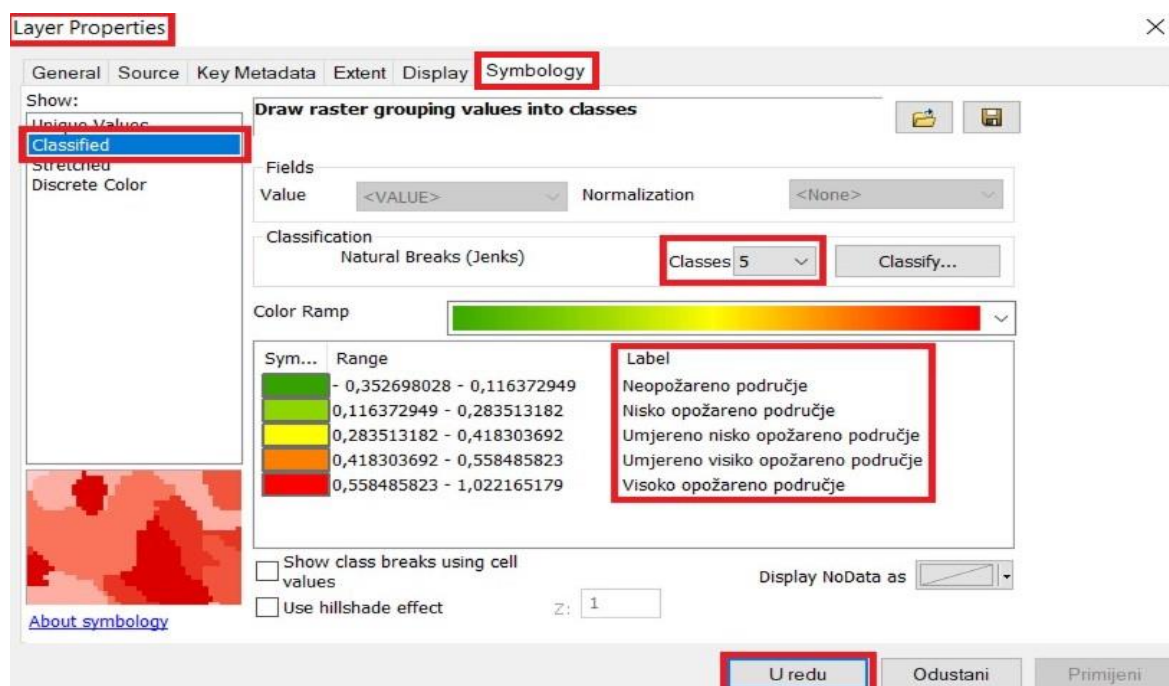 Layer Properties
General Source Key Metadata Extent Display Symbology
Show:
Unique Values
Classified
Stretched
Discrete Color
About symbology
Draw raster grouping values into classes
Fields
Value <VALUE> Normalization <None>
Classification
Natural Breaks (Jenks) Classes 5 Classify...
Color Ramp
Sym... Range Label
- 0,352698028 - 0,116372949 Neopožareno područje
0,116372949 - 0,283513182 Nisko opožareno područje
0,283513182 - 0,418303692 Umjereno nisko opožareno područje
0,418303692 - 0,558485823 Umjereno visiko opožareno područje
0,558485823 - 1,022165179 Visoko opožareno područje
Show class breaks using cell
values
Display NoData as
Use hillshade effect Z: 1
U redu Odustani Primijeni